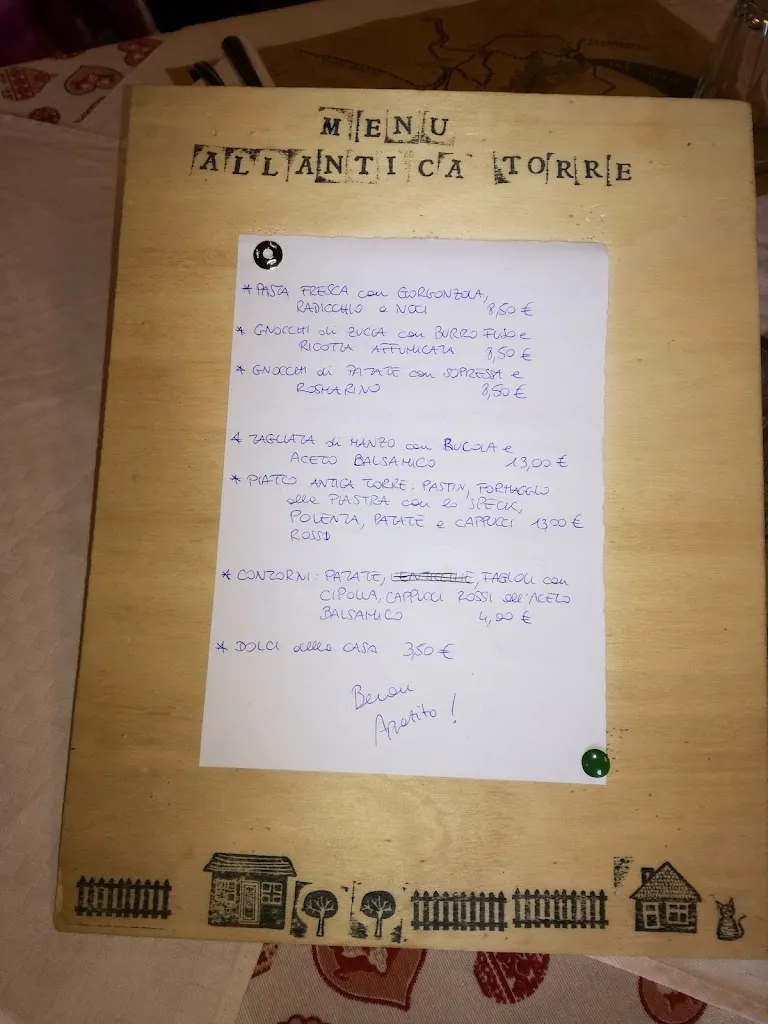 MENU
ALLANTICA TORRE
* PASTA FRESCA con GORGONZOLA,
RADICCHIO e NOCI 8,50 €
* GNOCCHI di ZUCCA con BURRO FUSO e
RICOTTA AFFUMICATA 8,50 €
* GNOCCHI di PATATE con SOPRESSA e
ROSMARINO 8,50 €
* TAGLIATA di MANZO con RUCOLA e
ACETO BALSAMICO 13,00 €
* PIATTO ANTICA TORRE: PASTIN, FORMAGGIO
alla PIASTRA con lo SPECK,
POLENTA, PATATE e CAPPUCCI 13,00 €
ROSSI
* CONTORNI: PATATE, FAGIOLI con
CIPOLLA, CAPPUCCI ROSSI all'ACETO
BALSAMICO 4,00 €
* DOLCI della CASA 3,50 €
Buon
Apetito!